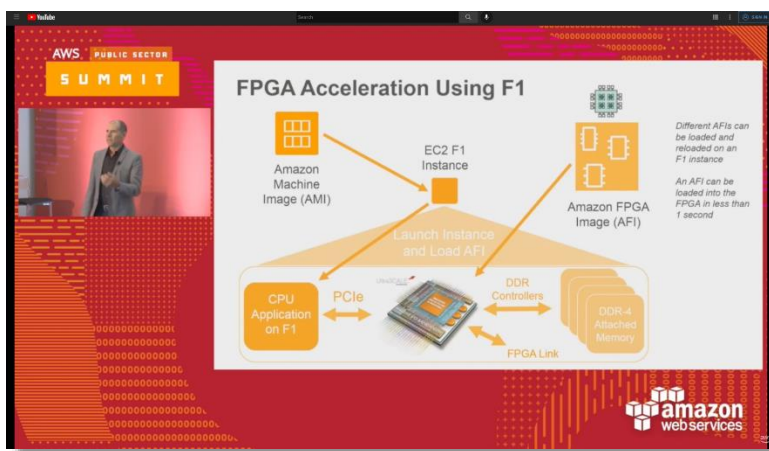 YouTube
Search
SIGN IN
AWS PUBLIC SECTOR
SUMMIT
FPGA Acceleration Using F1
Amazon
Machine
Image (AMI)
EC2 F1
Instance
Amazon FPGA
Image (AFI)
Different AFIs can
be loaded and
reloaded on an
F1 instance
An AFI can be
loaded into the
FPGA in less than
1 second
Launch Instance
and Load AFI
CPU
Application
on F1
PCIe
DDR
Controllers
DDR-4
Attached
Memory
FPGA Link
amazon
webservices